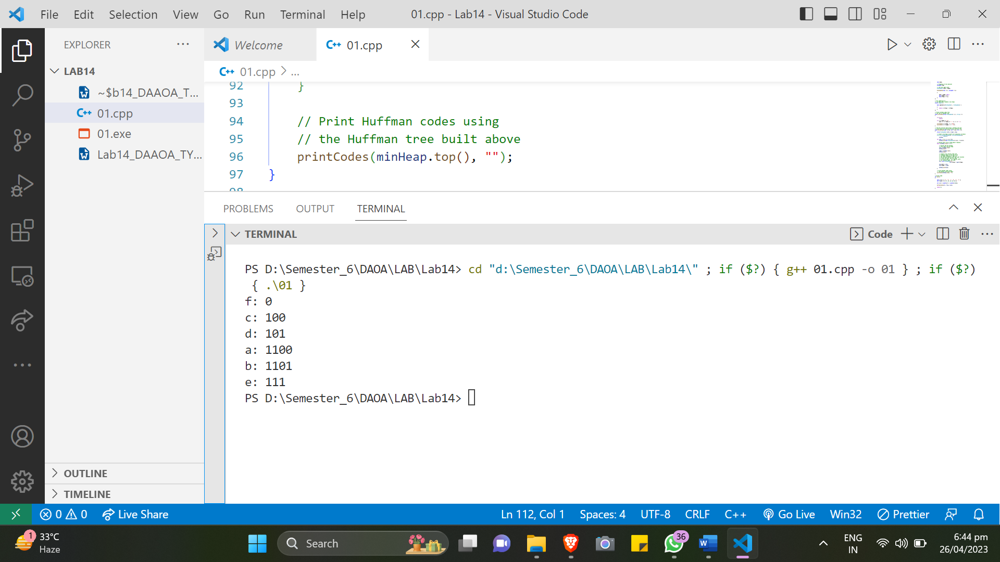 File Edit Selection View Go Run Terminal Help 01.cpp - Lab14 - Visual Studio Code
EXPLORER
LAB14
~$b14_DAAOA_T...
01.cpp
01.exe
Lab14_DAAOA_TY...
OUTLINE
TIMELINE
Welcome 01.cpp
01.cpp > ...
92 }
93
94 // Print Huffman codes using
95 // the Huffman tree built above
96 printCodes(minHeap.top(), "");
97 }
98
PROBLEMS OUTPUT TERMINAL
TERMINAL Code
PS D:\Semester_6\DAOA\LAB\Lab14> cd "d:\Semester_6\DAOA\LAB\Lab14\" ; if ($?) { g++ 01.cpp -o 01 } ; if ($?)
{ .\01 }
f: 0
c: 100
d: 101
a: 1100
b: 1101
e: 111
PS D:\Semester_6\DAOA\LAB\Lab14>
0 0 Live Share Ln 112, Col 1 Spaces: 4 UTF-8 CRLF C++ Go Live Win32 Prettier
1 33°C
Haze
Search
36
ENG
IN
6:44 pm
26/04/2023